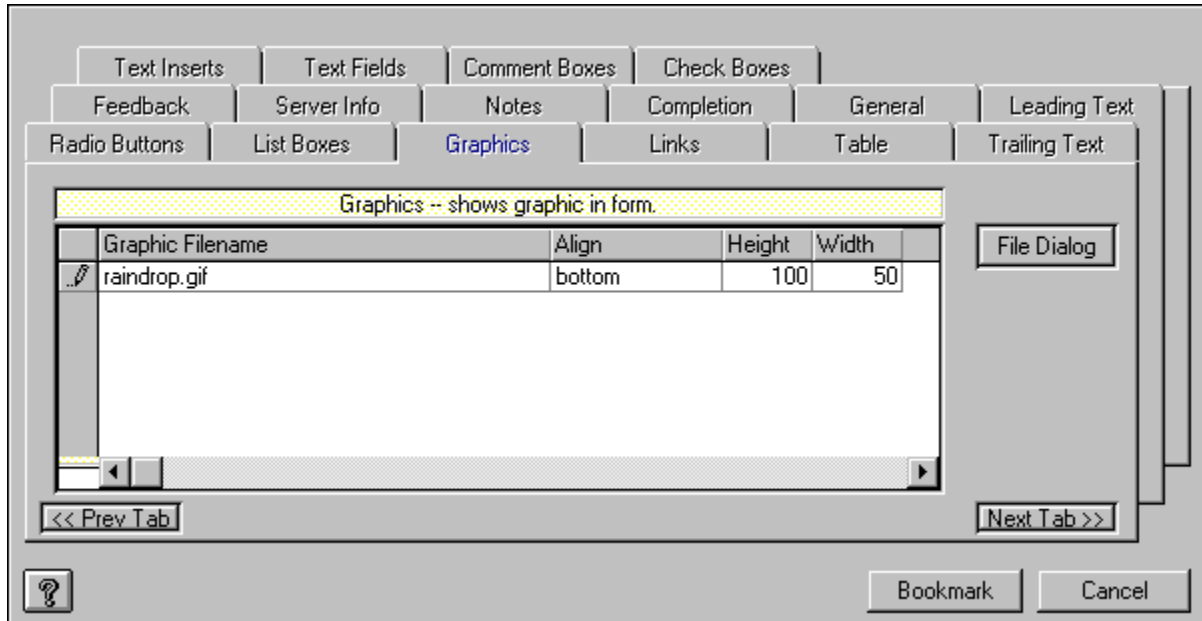 Text Inserts Text Fields Comment Boxes Check Boxes
Feedback Server Info Notes Completion General Leading Text
Radio Buttons List Boxes Graphics Links Table Trailing Text
Graphics -- shows graphic in form.
Graphic Filename Align Height Width
File Dialog
raindrop.gif bottom 100 50
<< Prev Tab Next Tab >>
? Bookmark Cancel